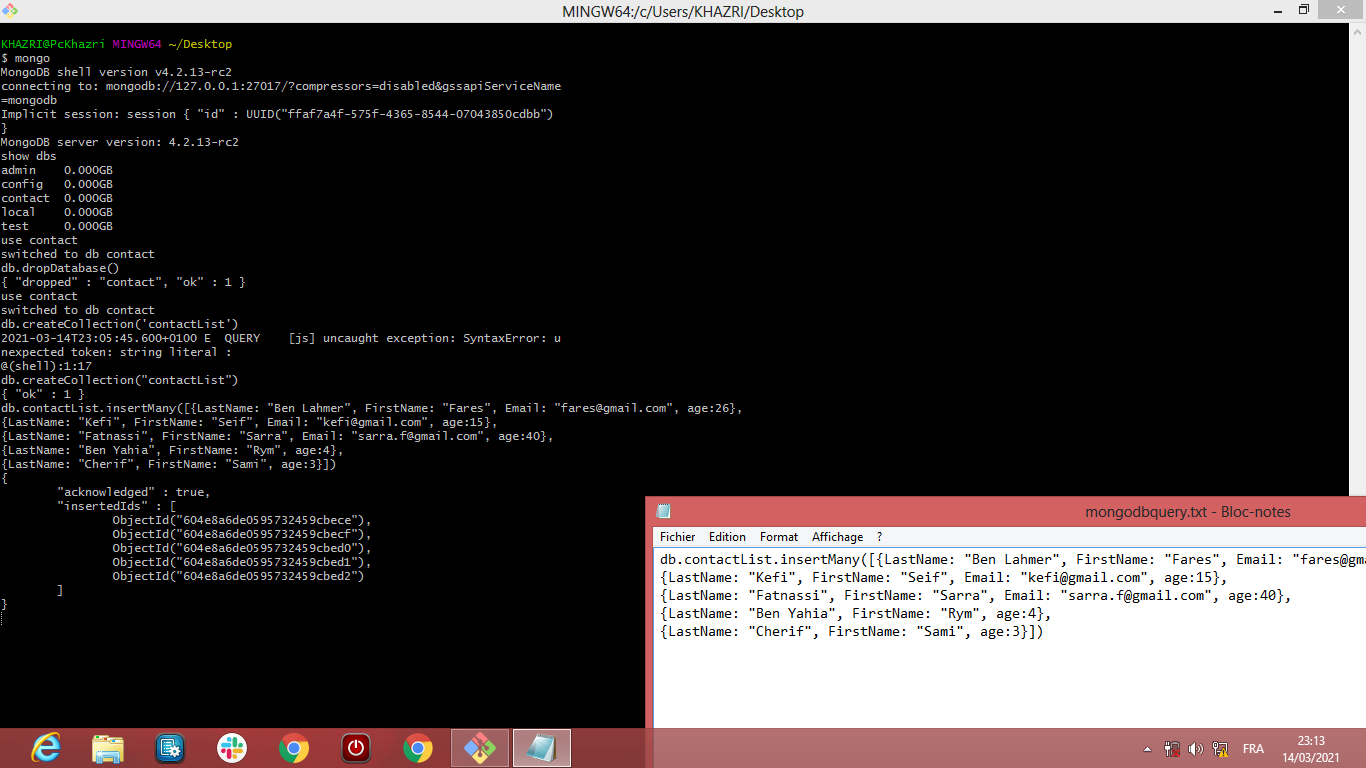 MINGW64:/c/Users/KHAZRI/Desktop
KHAZRI@PcKhazri MINGW64 ~/Desktop
$ mongo
MongoDB shell version v4.2.13-rc2
connecting to: mongodb://127.0.0.1:27017/?compressors=disabled&gssapiServiceName
=mongodb
Implicit session: session { "id" : UUID("ffaf7a4f-575f-4365-8544-07043850cdbb")
}
MongoDB server version: 4.2.13-rc2
show dbs
admin    0.000GB
config   0.000GB
contact  0.000GB
local    0.000GB
test     0.000GB
use contact
switched to db contact
db.dropDatabase()
{ "dropped" : "contact", "ok" : 1 }
use contact
switched to db contact
db.createCollection('contactList')
2021-03-14T23:05:45.600+0100 E  QUERY    [js] uncaught exception: SyntaxError: u
nexpected token: string literal :
@(shell):1:17
db.createCollection("contactList")
{ "ok" : 1 }
db.contactList.insertMany([{LastName: "Ben Lahmer", FirstName: "Fares", Email: "fares@gmail.com", age:26},
{LastName: "Kefi", FirstName: "Seif", Email: "kefi@gmail.com", age:15},
{LastName: "Fatnassi", FirstName: "Sarra", Email: "sarra.f@gmail.com", age:40},
{LastName: "Ben Yahia", FirstName: "Rym", age:4},
{LastName: "Cherif", FirstName: "Sami", age:3}])
{
        "acknowledged" : true,
        "insertedIds" : [
                ObjectId("604e8a6de0595732459cbece"),
                ObjectId("604e8a6de0595732459cbecf"),
                ObjectId("604e8a6de0595732459cbed0"),
                ObjectId("604e8a6de0595732459cbed1"),
                ObjectId("604e8a6de0595732459cbed2")
        ]
}
mongodbquery.txt - Bloc-notes
Fichier Edition Format Affichage ?
db.contactList.insertMany([{LastName: "Ben Lahmer", FirstName: "Fares", Email: "fares@gm
{LastName: "Kefi", FirstName: "Seif", Email: "kefi@gmail.com", age:15},
{LastName: "Fatnassi", FirstName: "Sarra", Email: "sarra.f@gmail.com", age:40},
{LastName: "Ben Yahia", FirstName: "Rym", age:4},
{LastName: "Cherif", FirstName: "Sami", age:3}])
FRA
23:13
14/03/2021